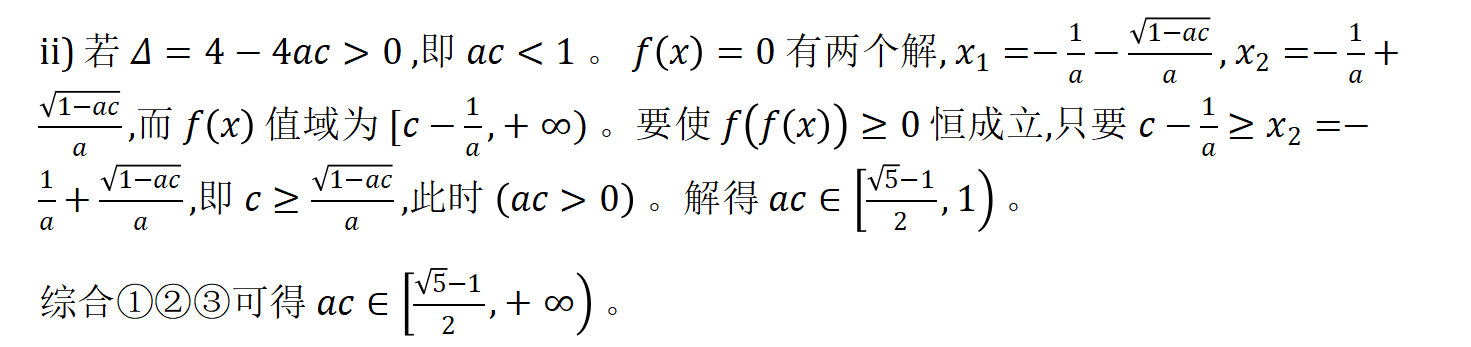 ii) 若 Δ = 4 − 4ac > 0 ,即 ac < 1 。 f(x) = 0 有两个解, x₁ =− 1/a − √(1−ac)/a , x₂ =− 1/a +
√(1−ac)/a ,而 f(x) 值域为 [c − 1/a , + ∞) 。要使 f(f(x)) ≥ 0 恒成立,只要 c − 1/a ≥ x₂ =−
1/a + √(1−ac)/a ,即 c ≥ √(1−ac)/a ,此时 (ac > 0) 。解得 ac ∈ [(√5−1)/2 , 1) 。
综合①②③可得 ac ∈ [(√5−1)/2 , + ∞) 。